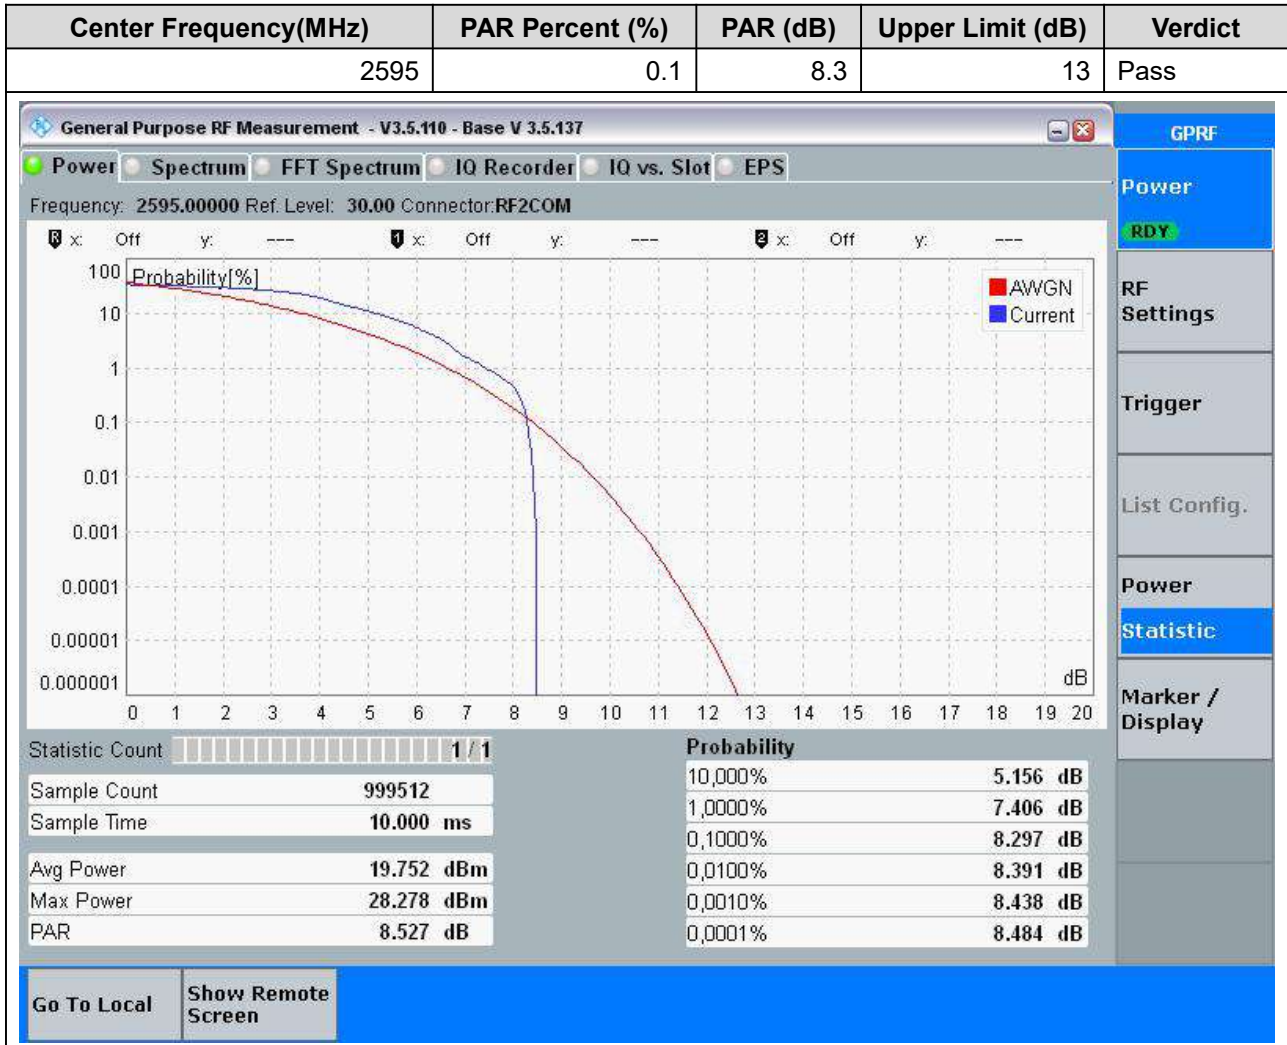 Center Frequency(MHz) PAR Percent (%) PAR (dB) Upper Limit (dB) Verdict
2595 0.1 8.3 13 Pass
General Purpose RF Measurement - V3.5.110 - Base V 3.5.137
GPRF
Power Spectrum FFT Spectrum IQ Recorder IQ vs. Slot EPS
Power
RDY
Frequency: 2595.00000 Ref. Level: 30.00 Connector:RF2COM
R x: Off y: --- 1 x: Off y: --- 2 x: Off y: ---
100 Probability[%]
AWGN
Current
10
1
0.1
0.01
0.001
0.0001
0.00001
0.000001
dB
0 1 2 3 4 5 6 7 8 9 10 11 12 13 14 15 16 17 18 19 20
RF
Settings
Trigger
List Config.
Power
Statistic
Marker /
Display
Statistic Count 1 / 1
Sample Count 999512
Sample Time 10.000 ms
Avg Power 19.752 dBm
Max Power 28.278 dBm
PAR 8.527 dB
Probability
10,000% 5.156 dB
1,0000% 7.406 dB
0,1000% 8.297 dB
0,0100% 8.391 dB
0,0010% 8.438 dB
0,0001% 8.484 dB
Go To Local
Show Remote
Screen